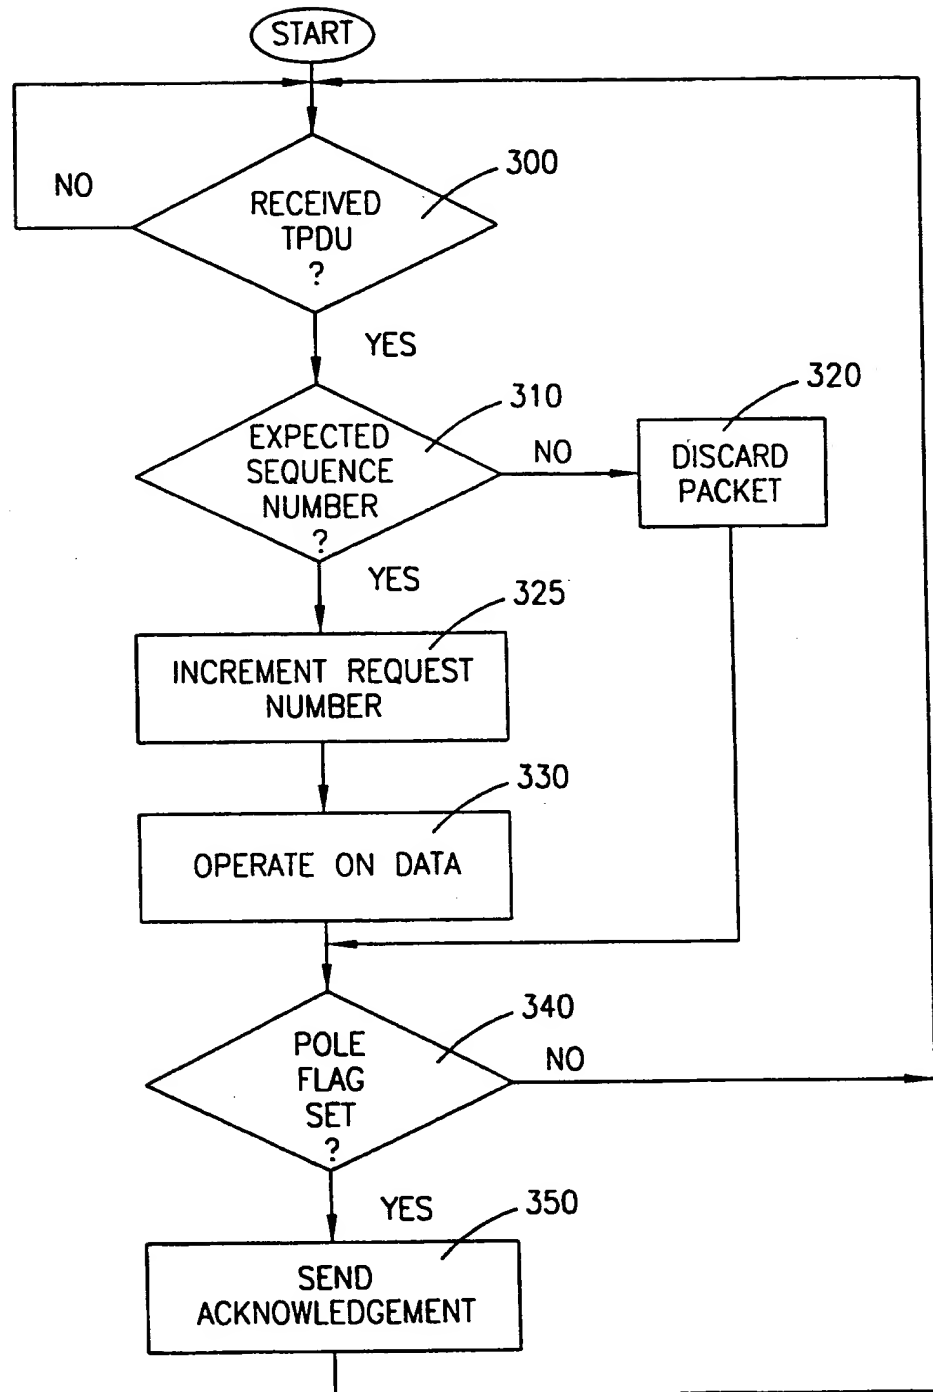 START
300
NO
RECEIVED
TPDU
?
YES
310
320
EXPECTED
SEQUENCE
NUMBER
?
NO
DISCARD
PACKET
YES
325
INCREMENT REQUEST
NUMBER
330
OPERATE ON DATA
340
POLE
FLAG
SET
?
NO
YES
350
SEND
ACKNOWLEDGEMENT